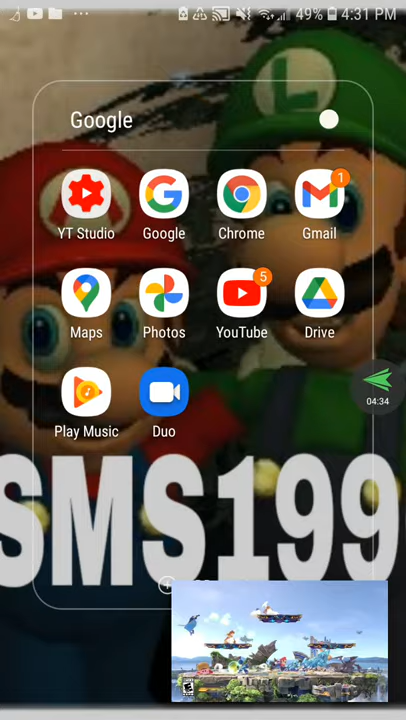 49% 4:31 PM
Google
1
YT Studio Google Chrome Gmail
5
Maps Photos YouTube Drive
04:34
Play Music Duo
SMS199